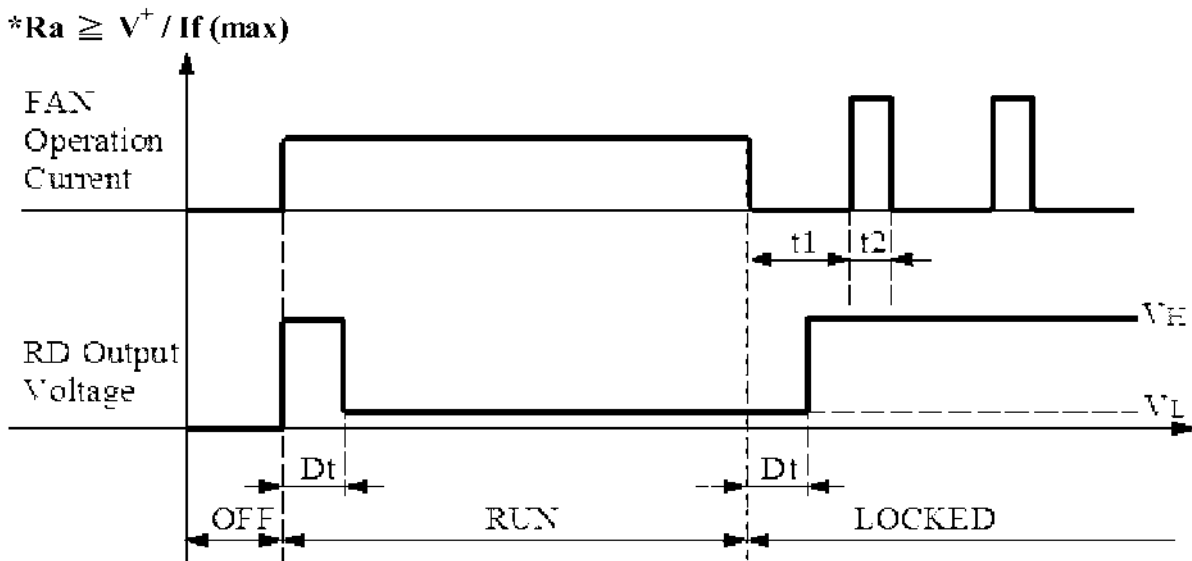 *Ra ≧ V⁺ / If (max)
FAN
Operation
Current
t1
t2
VH
RD Output
Voltage
VL
Dt
Dt
OFF
RUN
LOCKED